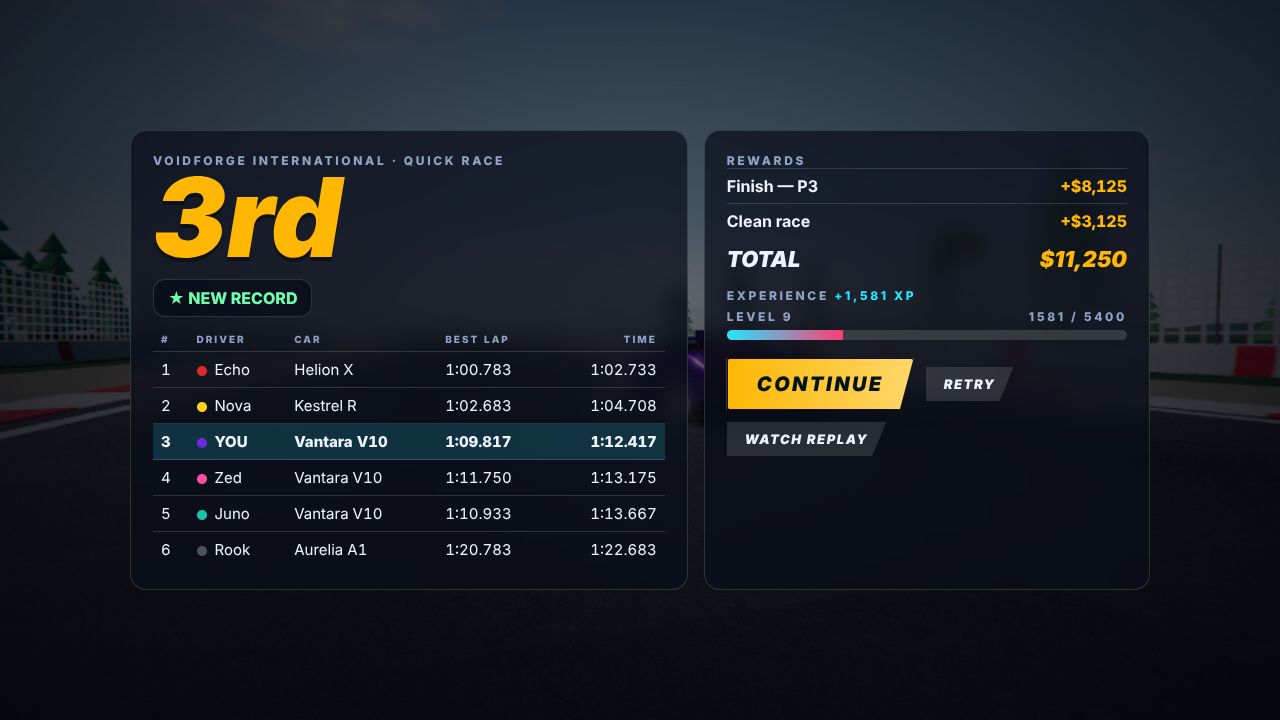 VOIDFORGE INTERNATIONAL · QUICK RACE
3rd
★ NEW RECORD
# DRIVER CAR BEST LAP TIME
1 Echo Helion X 1:00.783 1:02.733
2 Nova Kestrel R 1:02.683 1:04.708
3 YOU Vantara V10 1:09.817 1:12.417
4 Zed Vantara V10 1:11.750 1:13.175
5 Juno Vantara V10 1:10.933 1:13.667
6 Rook Aurelia A1 1:20.783 1:22.683
REWARDS
Finish — P3 +$8,125
Clean race +$3,125
TOTAL $11,250
EXPERIENCE +1,581 XP
LEVEL 9 1581 / 5400
CONTINUE RETRY
WATCH REPLAY